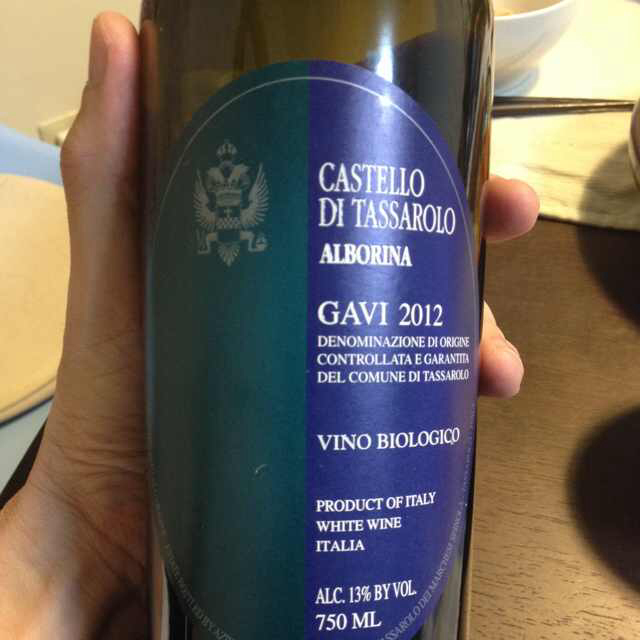 CASTELLO
DI TASSAROLO
ALBORINA
GAVI 2012
DENOMINAZIONE DI ORIGINE
CONTROLLATA E GARANTITA
DEL COMUNE DI TASSAROLO
VINO BIOLOGICO
PRODUCT OF ITALY
WHITE WINE
ITALIA
ALC. 13% BY VOL.
750 ML